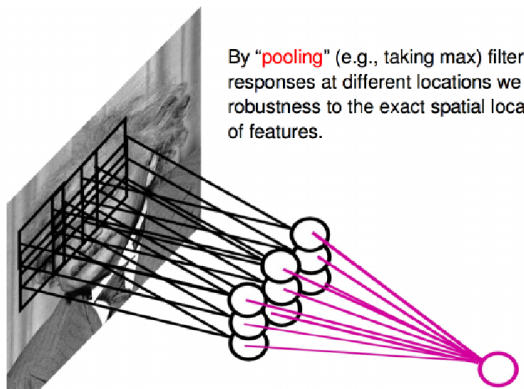 By “pooling” (e.g., taking max) filter
responses at different locations we
robustness to the exact spatial loca
of features.